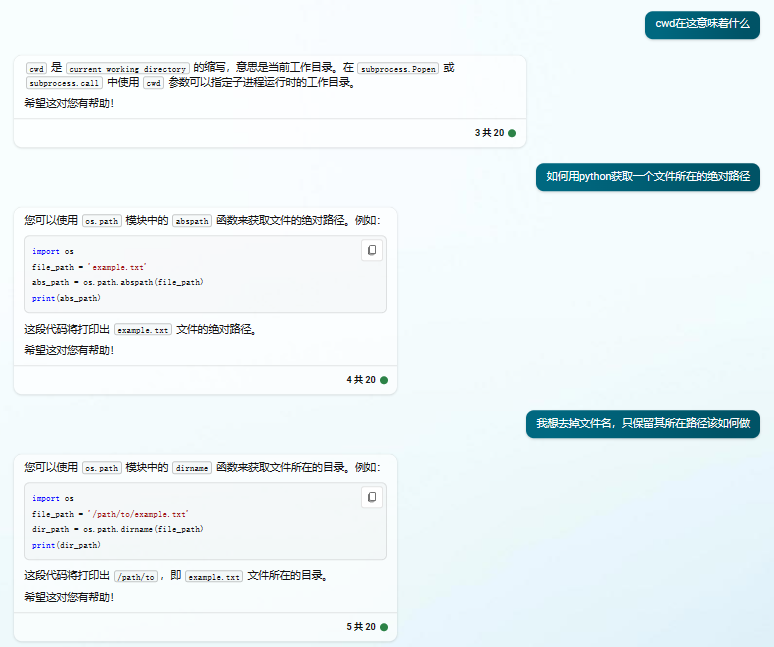 cwd在这意味着什么
cwd 是 current working directory 的缩写，意思是当前工作目录。在 subprocess.Popen 或
subprocess.call 中使用 cwd 参数可以指定子进程运行时的工作目录。
希望这对您有帮助！
3 共 20
如何用python获取一个文件所在的绝对路径
您可以使用 os.path 模块中的 abspath 函数来获取文件的绝对路径。例如：
import os
file_path = "example.txt"
abs_path = os.path.abspath(file_path)
print(abs_path)
这段代码将打印出 example.txt 文件的绝对路径。
希望这对您有帮助！
4 共 20
我想去掉文件名，只保留其所在路径该如何做
您可以使用 os.path 模块中的 dirname 函数来获取文件所在的目录。例如：
import os
file_path = "/path/to/example.txt"
dir_path = os.path.dirname(file_path)
print(dir_path)
这段代码将打印出 /path/to ，即 example.txt 文件所在的目录。
希望这对您有帮助！
5 共 20